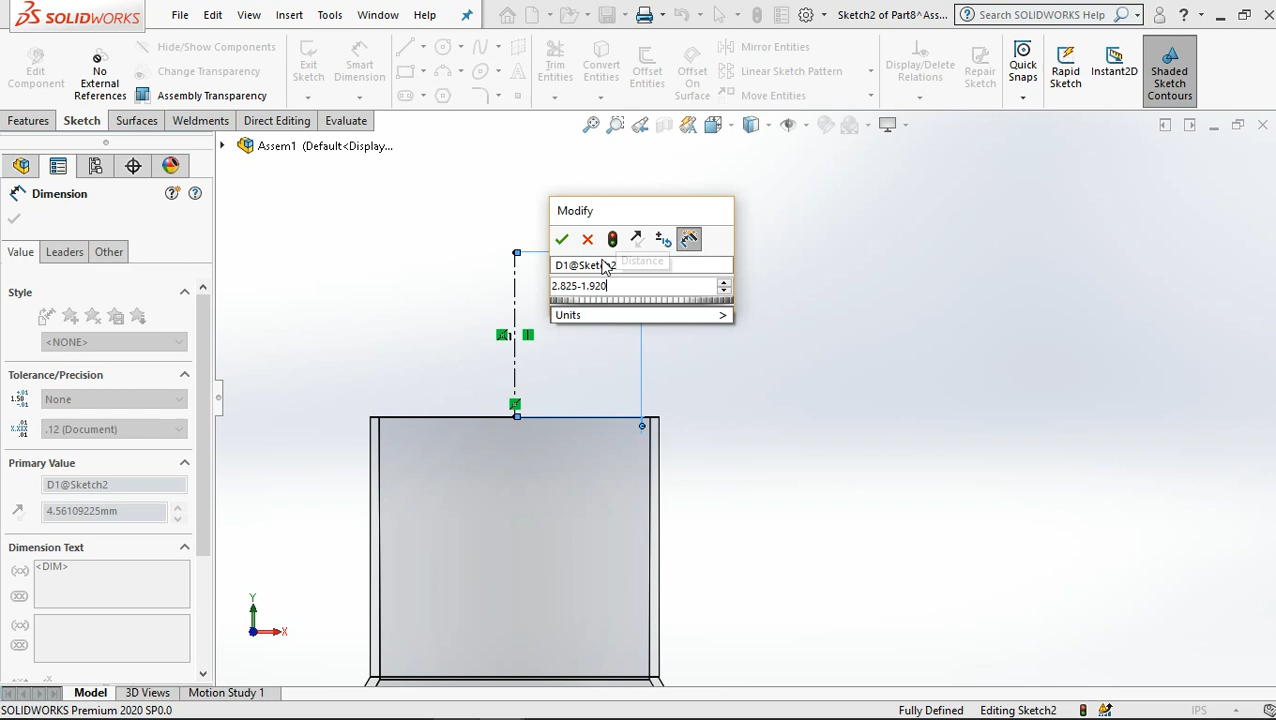 SOLIDWORKS
File Edit View Insert Tools Window Help
Sketch2 of Part8^Ass...
Search SOLIDWORKS Help
?
Edit Component
No External References
Hide/Show Components
Change Transparency
Assembly Transparency
Exit Sketch
Smart Dimension
Trim Entities
Convert Entities
Offset Entities
Offset On Surface
Mirror Entities
Linear Sketch Pattern
Move Entities
Display/Delete Relations
Repair Sketch
Quick Snaps
Rapid Sketch
Instant2D
Shaded Sketch Contours
Features Sketch Surfaces Weldments Direct Editing Evaluate
Assem1 (Default<Display...
Dimension
Value Leaders Other
Style
<NONE>
Tolerance/Precision
1.50
None
X.XXX
.12 (Document)
Primary Value
D1@Sketch2
4.56109225mm
Dimension Text
<DIM>
(xx)
(xx)
Modify
D1@Sketch2
Distance
2.825-1.920
Units >
Y
X
Model 3D Views Motion Study 1
SOLIDWORKS Premium 2020 SP0.0
Fully Defined Editing Sketch2 IPS